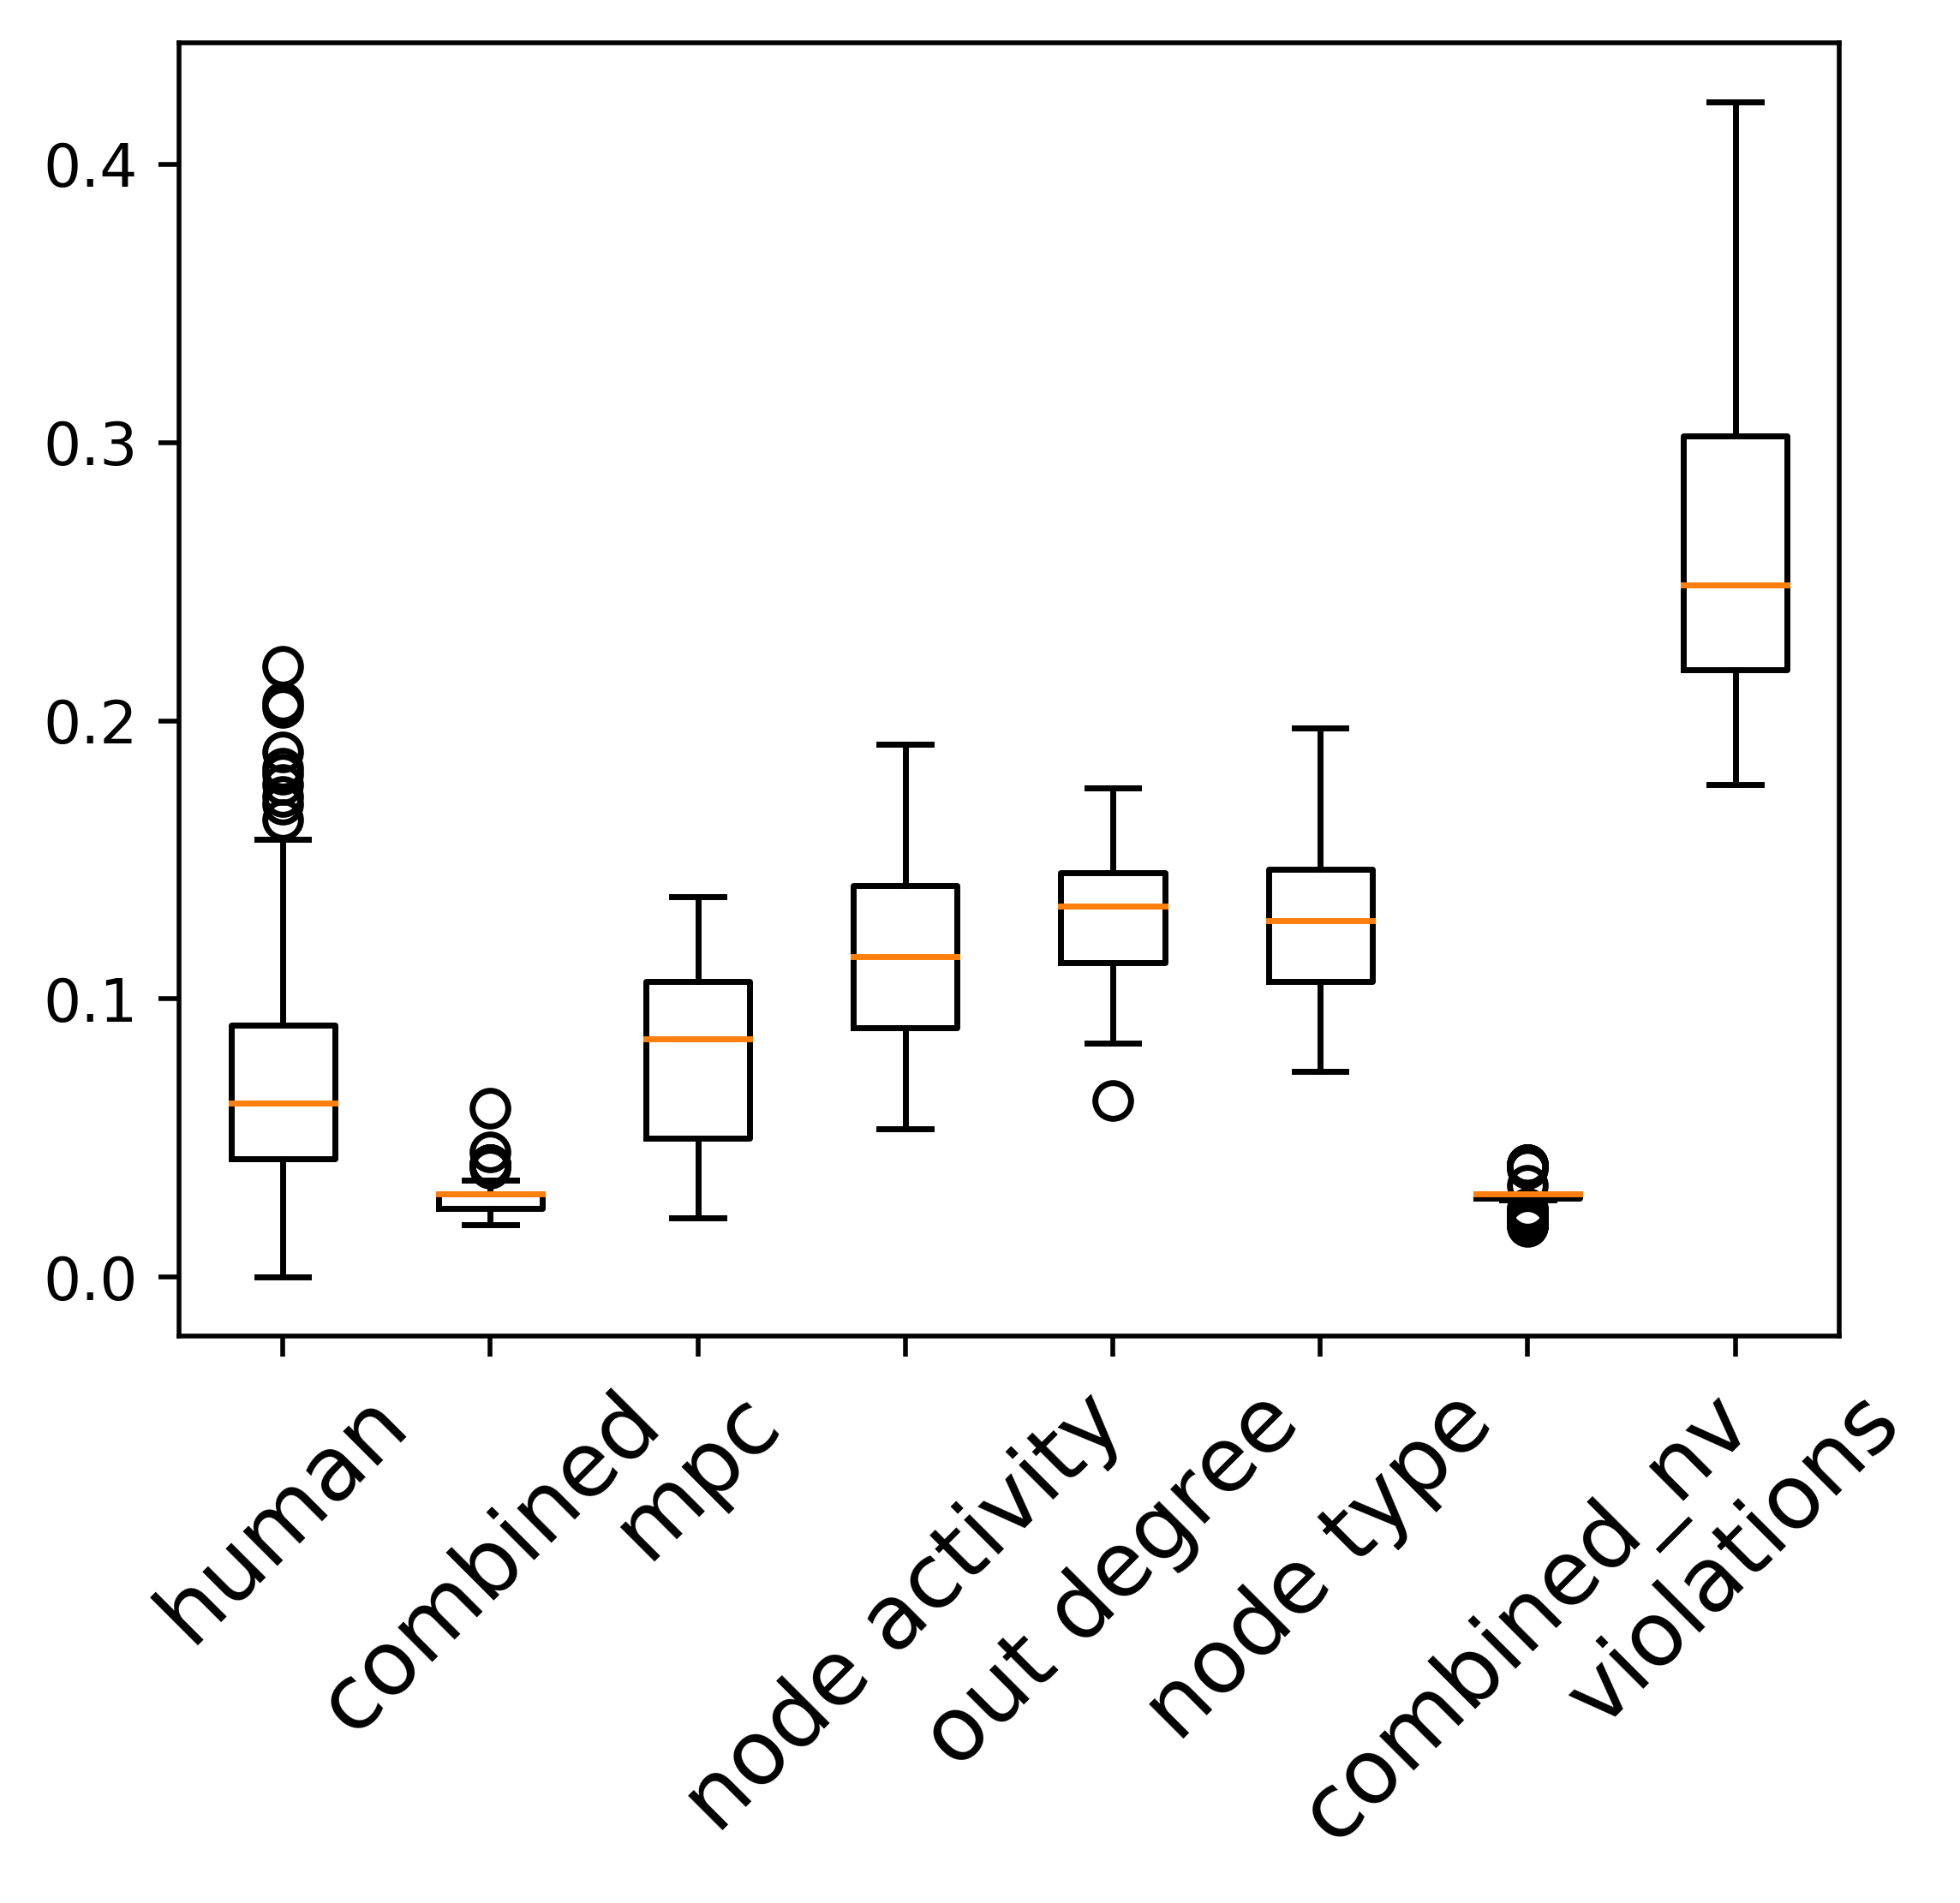 0.4
0.3
0.2
0.1
0.0
human
combined
mpc
node activity
out degree
node type
combined_nv
violations